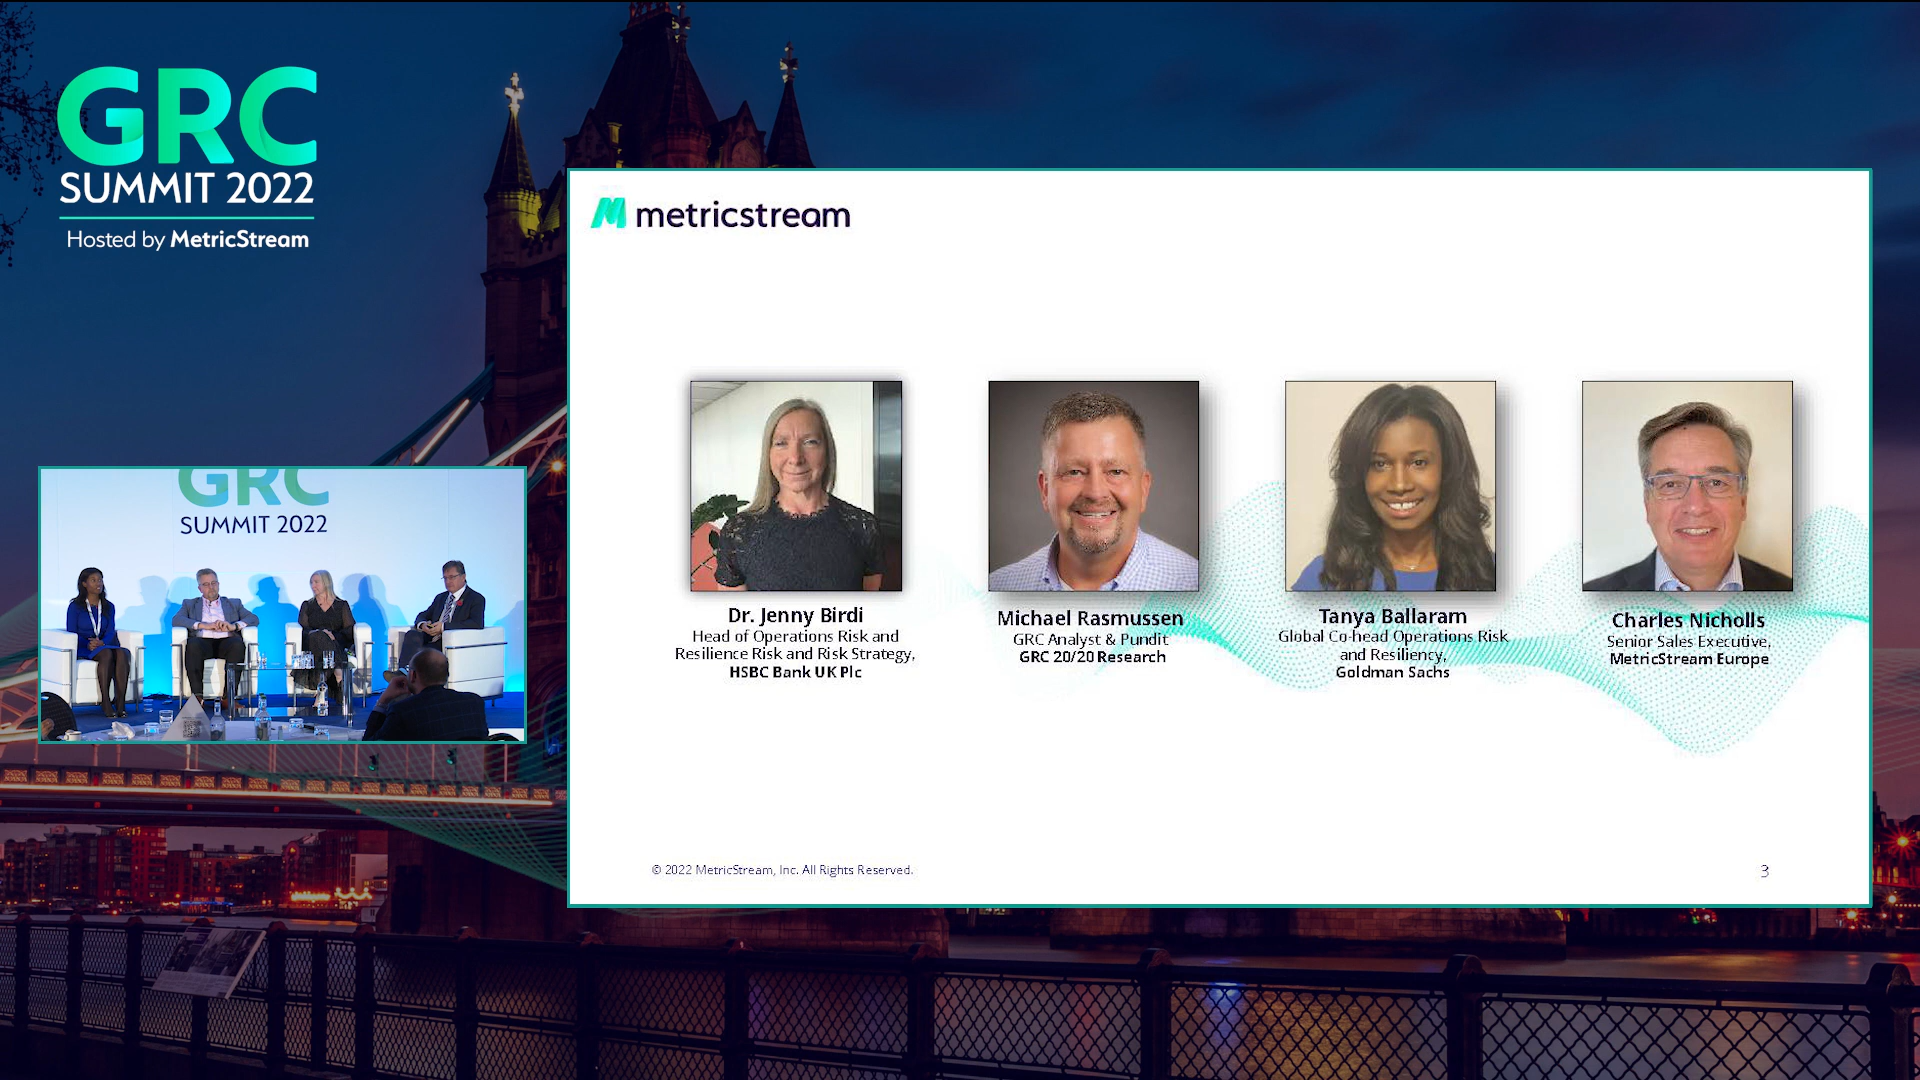 GRC
SUMMIT 2022
Hosted by MetricStream
metricstream
GRC
SUMMIT 2022
Dr. Jenny Birdi
Head of Operations Risk and
Resilience Risk and Risk Strategy,
HSBC Bank UK Plc
Michael Rasmussen
GRC Analyst & Pundit
GRC 20/20 Research
Tanya Ballaram
Global Co-head Operations Risk
and Resiliency,
Goldman Sachs
Charles Nicholls
Senior Sales Executive,
MetricStream Europe
© 2022 MetricStream, Inc. All Rights Reserved.
3